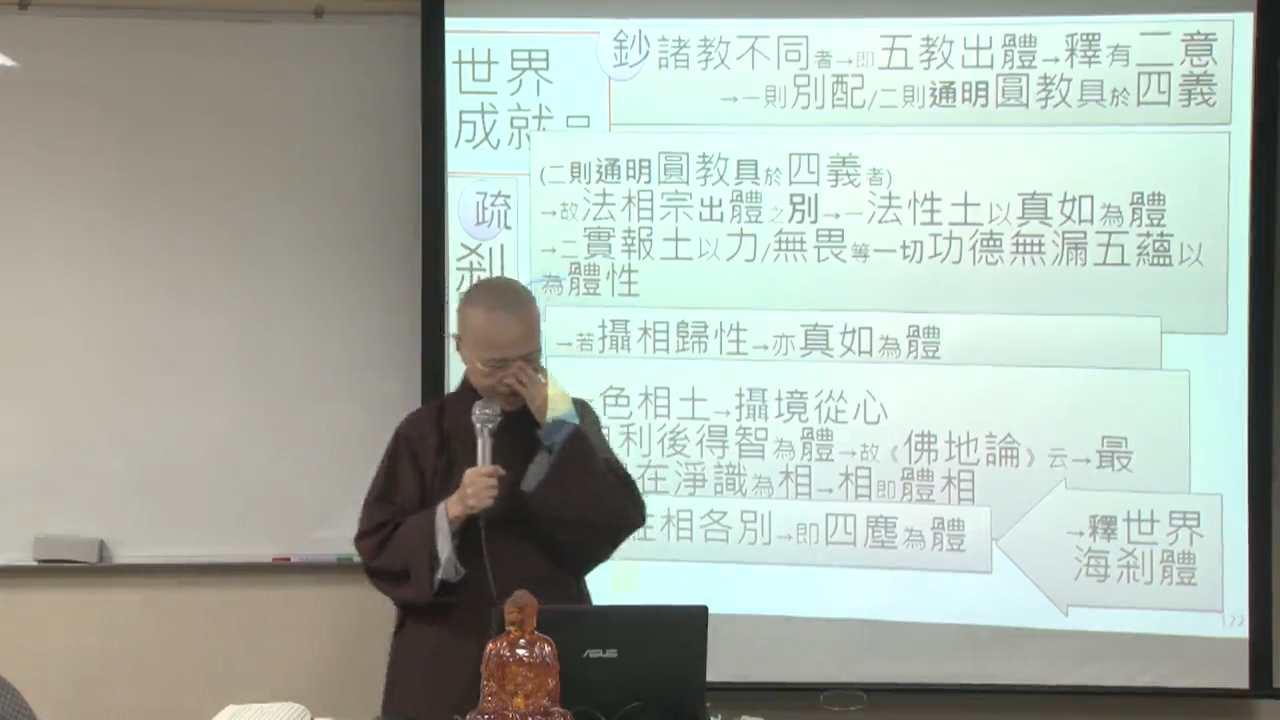 世界
成就
鈔 諸教不同者→即五教出體→釋有二意
→一則別配/二則通明圓教具於四義
疏
剎
(二則通明圓教具於四義者)
→故法相宗出體之別→一法性土以真如為體
→二實報土以力/無畏等一切功德無漏五蘊以
為體性
→若攝相歸性→亦真如為體
色相土→攝境從心
利後得智為體→故《佛地論》云→最
在淨識為相→相即體相
相各別→即四塵為體
→釋世界
海剎體
122
ASUS